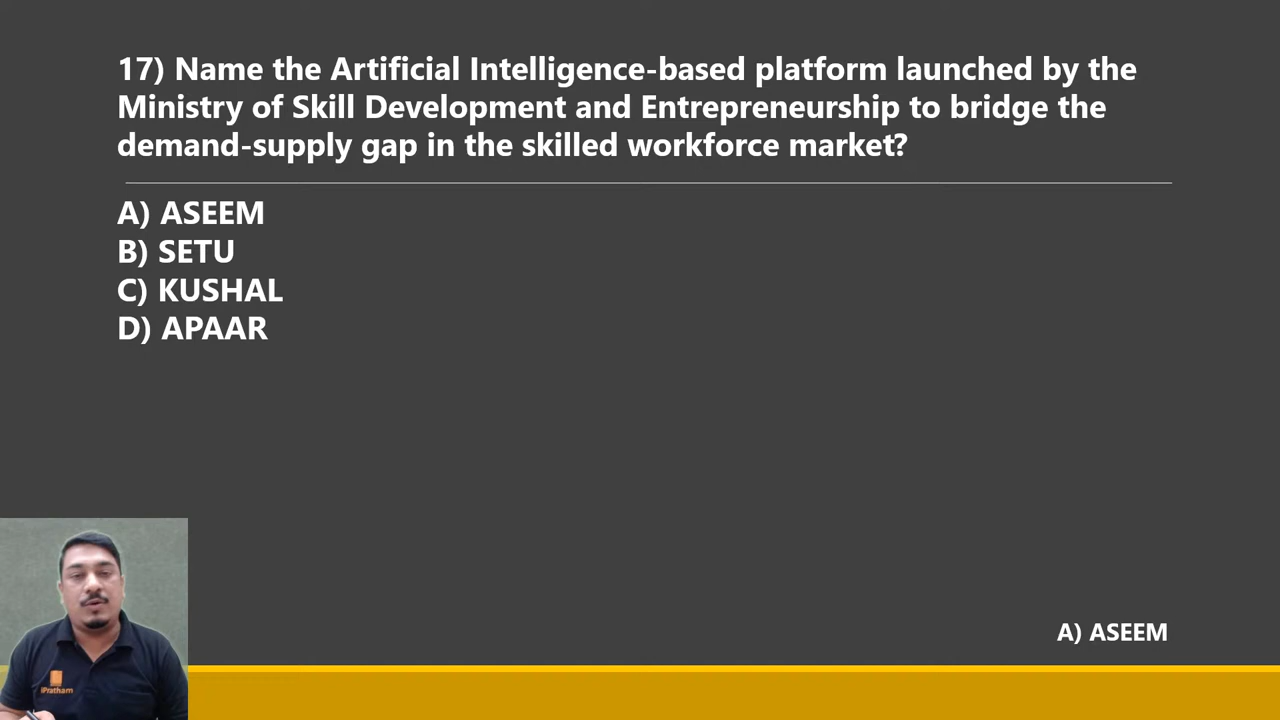 17) Name the Artificial Intelligence-based platform launched by the
Ministry of Skill Development and Entrepreneurship to bridge the
demand-supply gap in the skilled workforce market?
A) ASEEM
B) SETU
C) KUSHAL
D) APAAR
A) ASEEM
iPratham